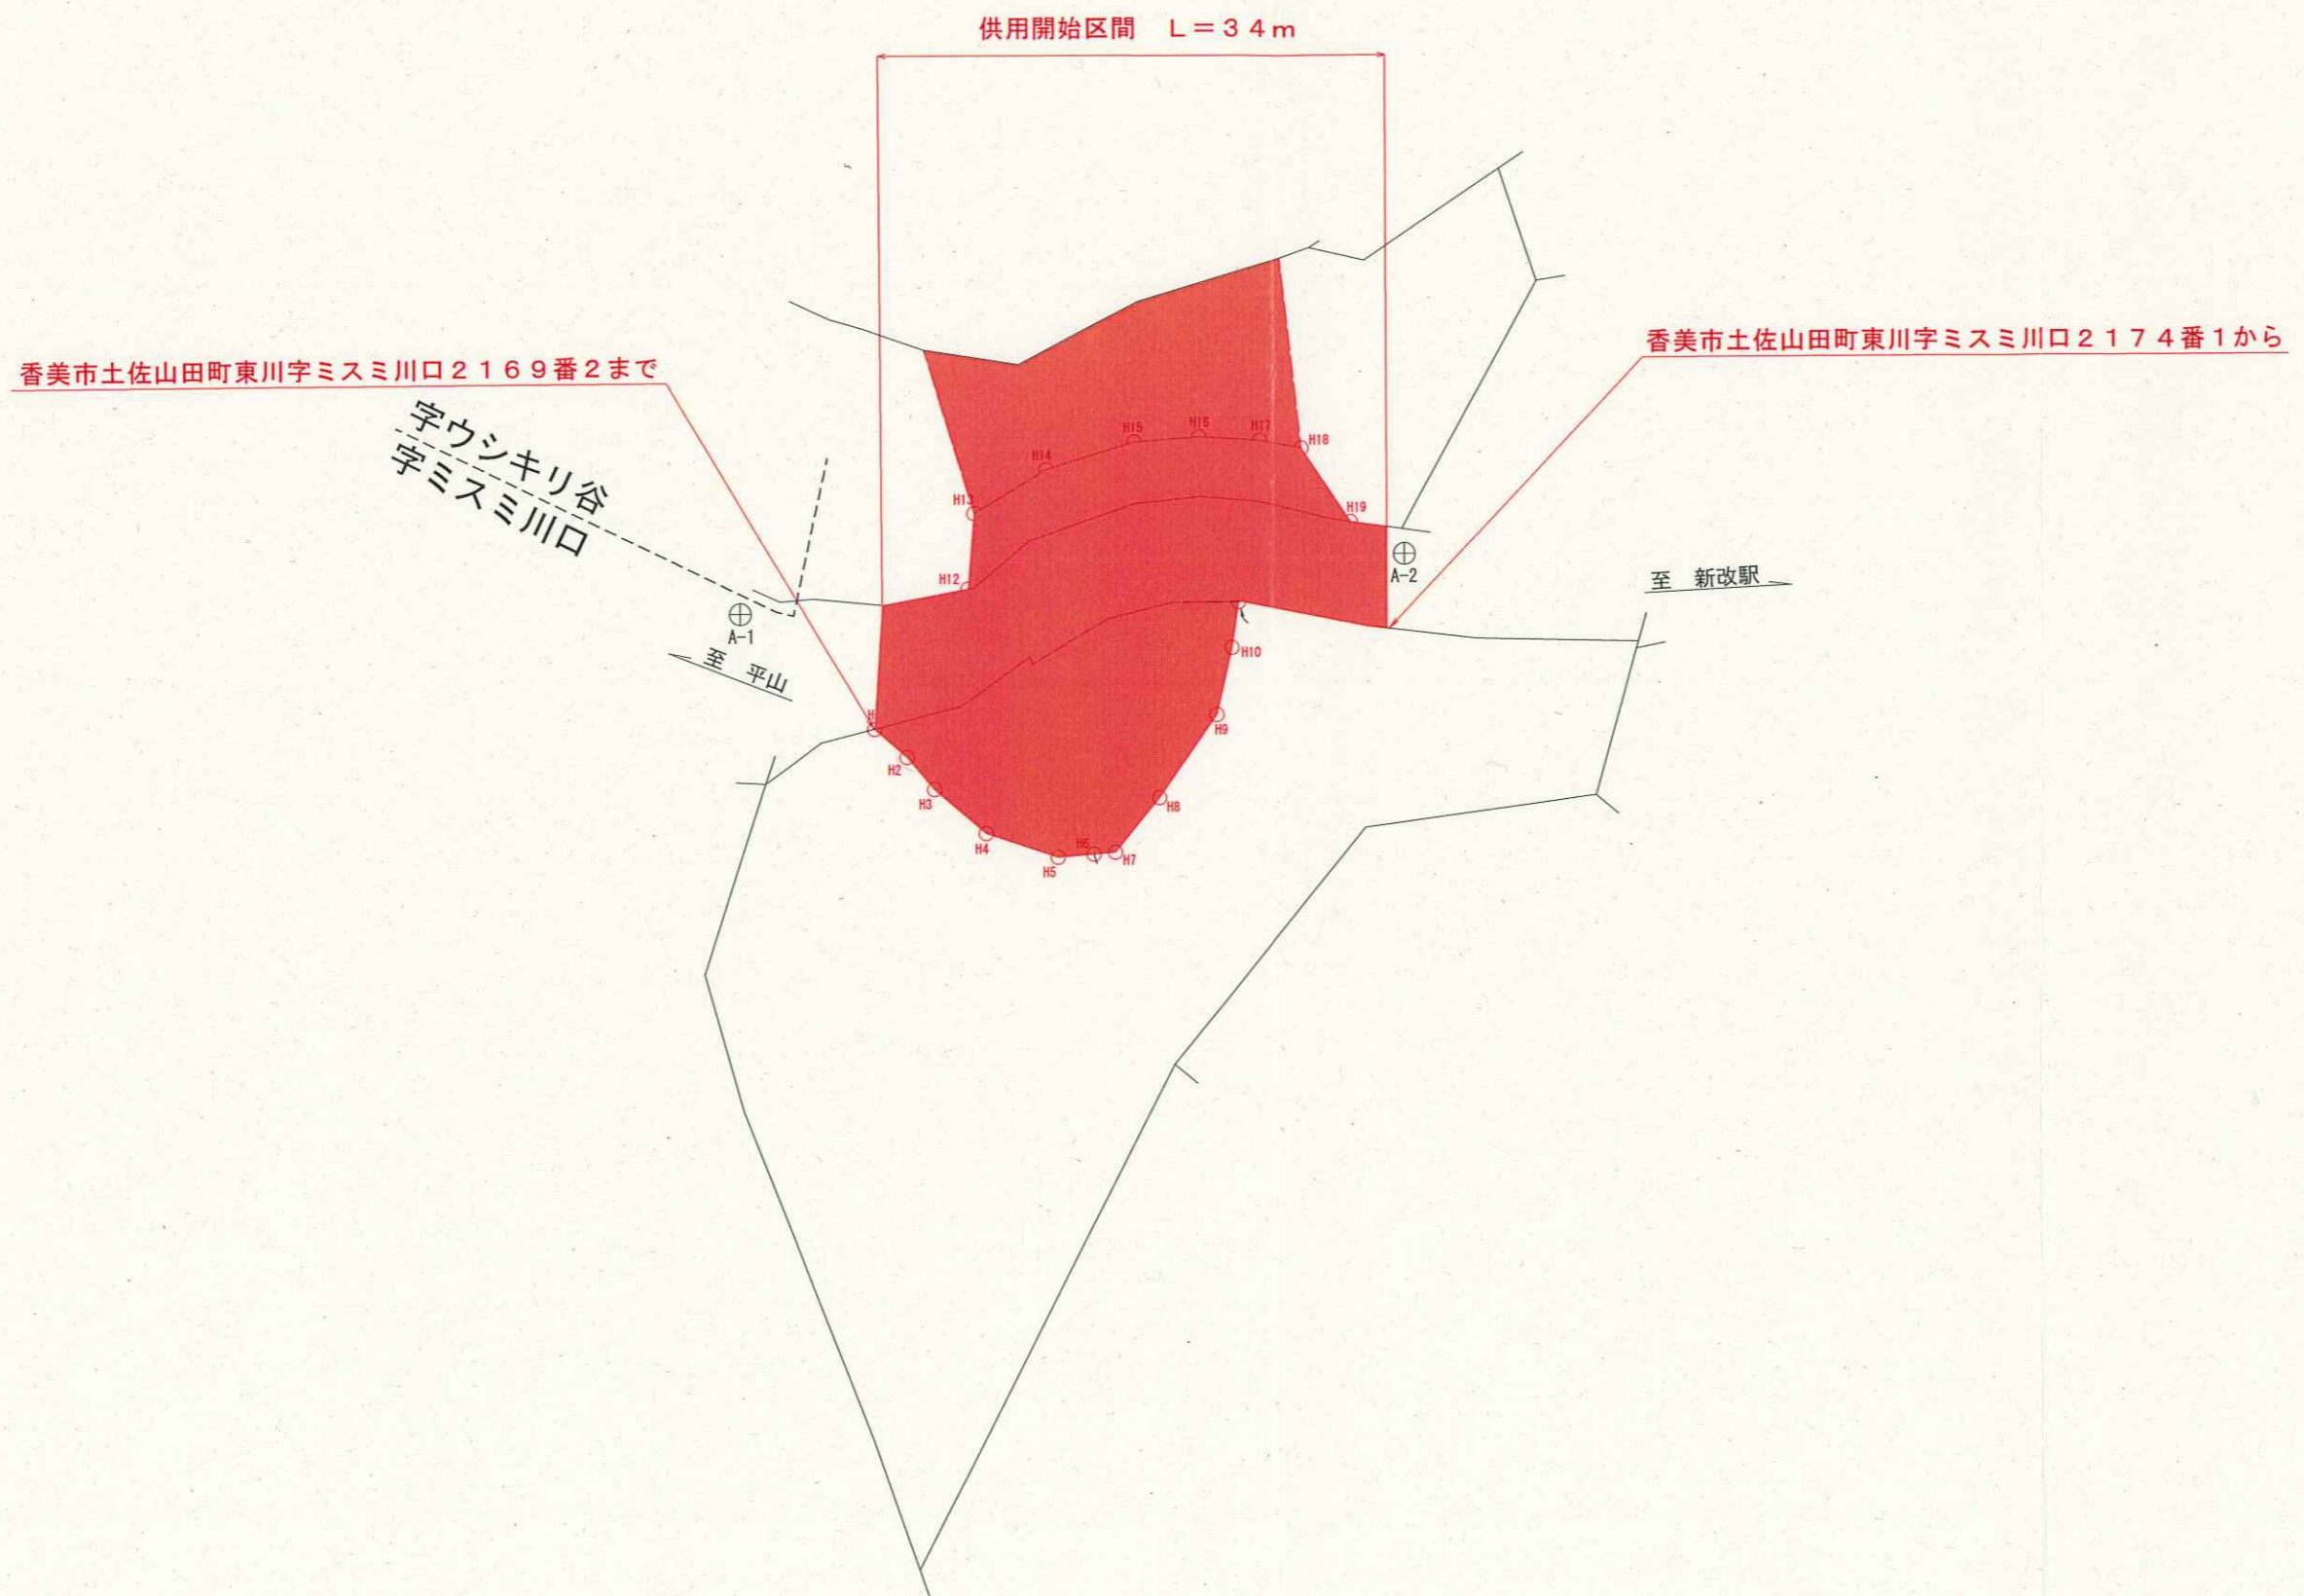 供用開始区間　Ｌ＝３４ｍ
香美市土佐山田町東川字ミスミ川口２１７４番１から
香美市土佐山田町東川字ミスミ川口２１６９番２まで
字ウシキリ谷
字ミスミ川口
H15
H16
H17
H18
H14
H13
H19
H12
A-2
至　新改駅
A-1
至　平山
H10
H9
H2
H3
H8
H4
H6
H7
H5